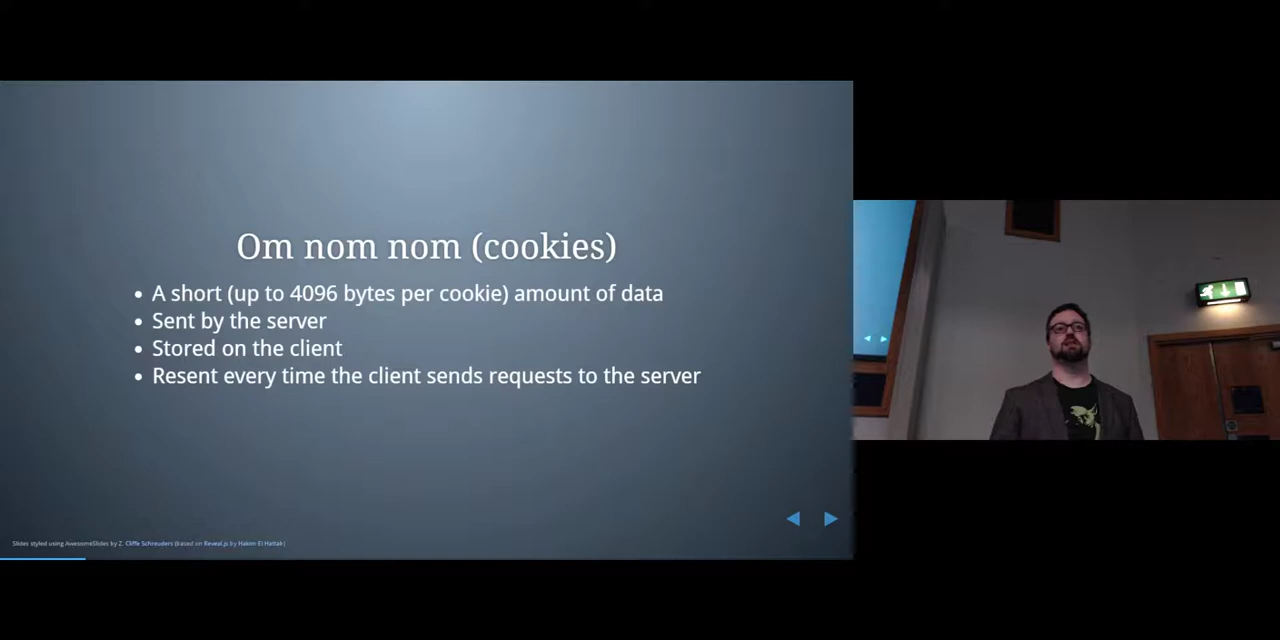 Om nom nom (cookies)
A short (up to 4096 bytes per cookie) amount of data
Sent by the server
Stored on the client
Resent every time the client sends requests to the server
Slides styled using AwesomeSlides by Z. Cliffe Schreuders (based on Reveal.js by Hakim El Hattab)